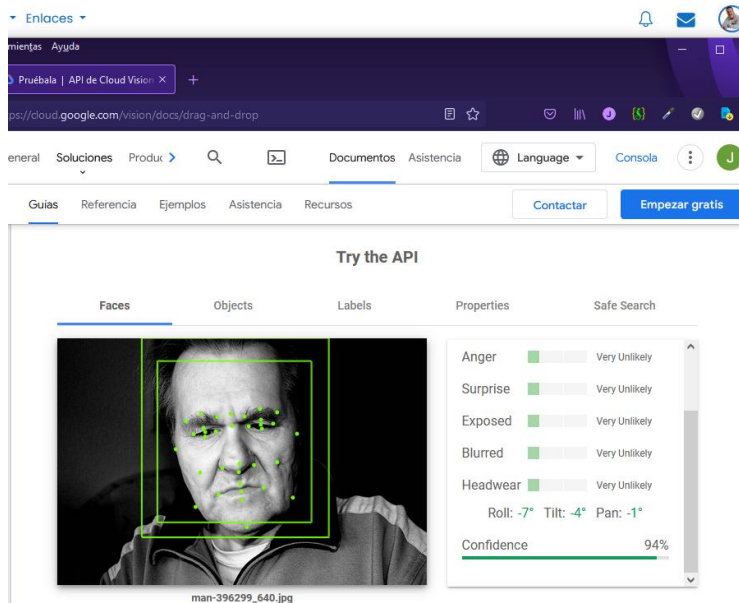 Enlaces
mientas Ayuda
Pruébala | API de Cloud Vision × +
ps://cloud.google.com/vision/docs/drag-and-drop
eneral Soluciones Produc Documentos Asistencia Language Consola J
Guías Referencia Ejemplos Asistencia Recursos Contactar Empezar gratis
Try the API
Faces Objects Labels Properties Safe Search
Anger Very Unlikely
Surprise Very Unlikely
Exposed Very Unlikely
Blurred Very Unlikely
Headwear Very Unlikely
Roll: -7° Tilt: -4° Pan: -1°
Confidence 94%
man-396299_640.jpg